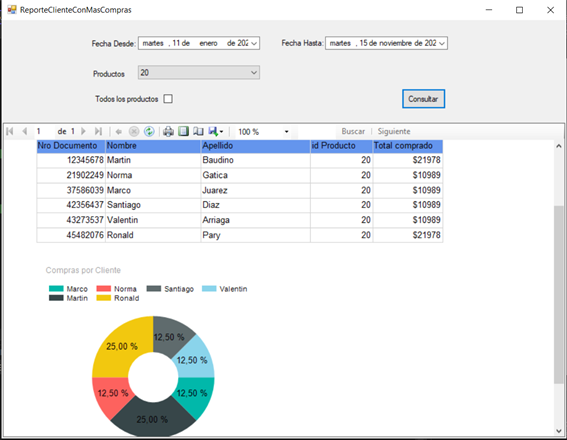 ReporteClienteConMasCompras
Fecha Desde: martes , 11 de enero de 202 Fecha Hasta: martes , 15 de noviembre de 202
Productos 20
Todos los productos Consultar
1 de 1 100 % Buscar | Siguiente
Nro Documento Nombre Apellido id Producto Total comprado
12345678 Martin Baudino 20 $21978
21902249 Norma Gatica 20 $10989
37586039 Marco Juarez 20 $10989
42356437 Santiago Diaz 20 $10989
43273537 Valentin Arriaga 20 $10989
45482076 Ronald Pary 20 $21978
Compras por Cliente
Marco Norma Santiago Valentin
Martin Ronald
25,00 % 12,50 %
12,50 %
12,50 % 12,50 %
25,00 %